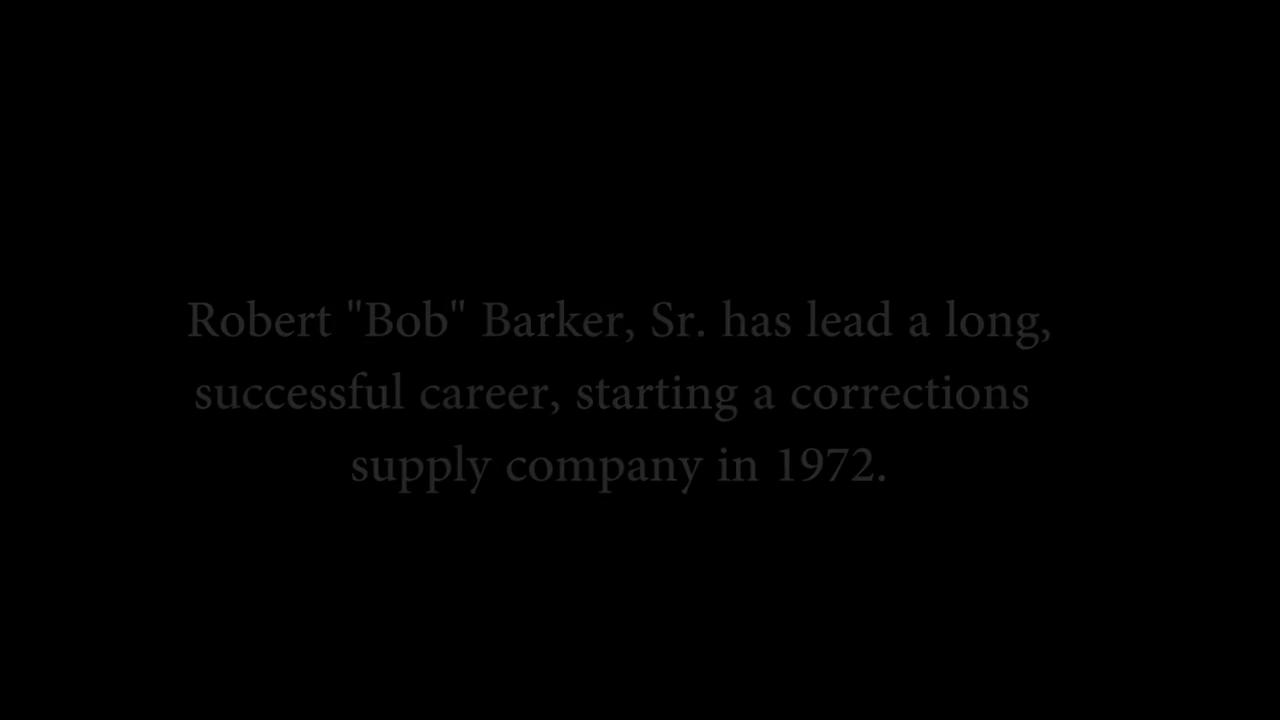 Robert "Bob" Barker, Sr. has lead a long,
successful career, starting a corrections
supply company in 1972.